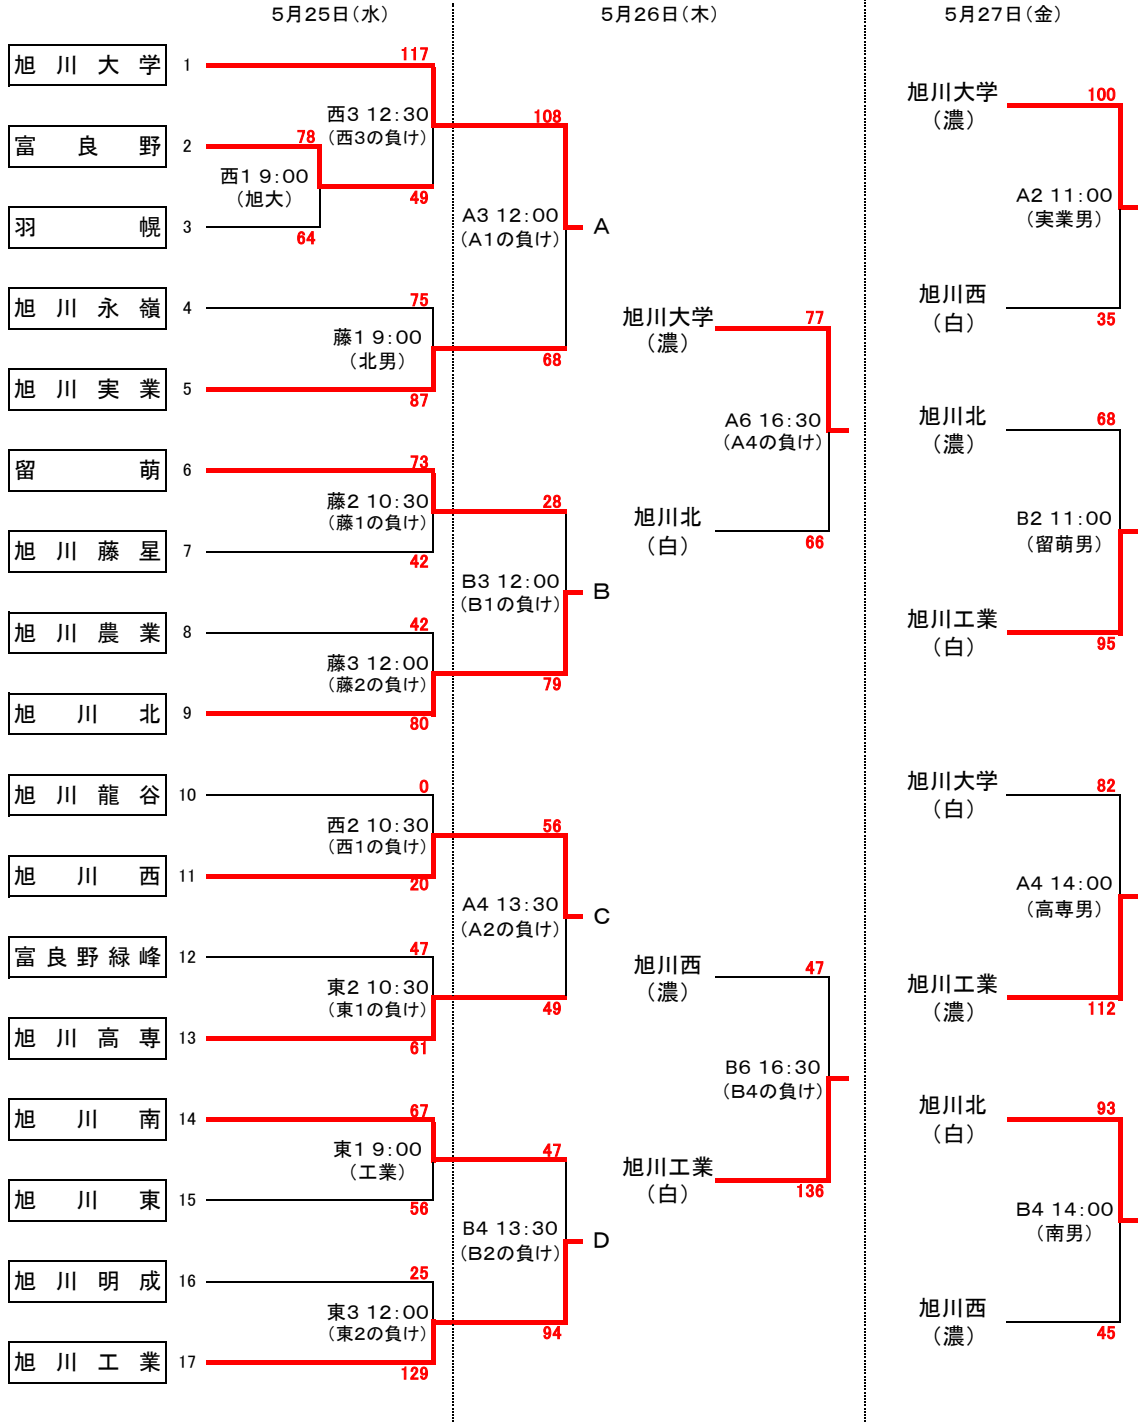 5月25日(水)
5月26日(木)
5月27日(金)
旭川大学 1
117
西3 12:30
(西3の負け)
富良野 2
78
西1 9:00
(旭大)
49
羽幌 3
64
108
A3 12:00
(A1の負け)
A
旭川永嶺 4
75
藤1 9:00
(北男)
68
旭川実業 5
87
留萌 6
73
藤2 10:30
(藤1の負け)
28
旭川藤星 7
42
B3 12:00
(B1の負け)
B
旭川農業 8
42
藤3 12:00
(藤2の負け)
79
旭川北 9
80
旭川龍谷 10
0
西2 10:30
(西1の負け)
56
旭川西 11
20
A4 13:30
(A2の負け)
C
富良野緑峰 12
47
東2 10:30
(東1の負け)
49
旭川高専 13
61
旭川南 14
67
東1 9:00
(工業)
47
旭川東 15
56
B4 13:30
(B2の負け)
D
旭川明成 16
25
東3 12:00
(東2の負け)
94
旭川工業 17
129
旭川大学
(濃)
77
A6 16:30
(A4の負け)
旭川北
(白)
66
旭川西
(濃)
47
B6 16:30
(B4の負け)
旭川工業
(白)
136
旭川大学
(濃)
100
A2 11:00
(実業男)
旭川西
(白)
35
旭川北
(濃)
68
B2 11:00
(留萌男)
旭川工業
(白)
95
旭川大学
(白)
82
A4 14:00
(高専男)
旭川工業
(濃)
112
旭川北
(白)
93
B4 14:00
(南男)
旭川西
(濃)
45